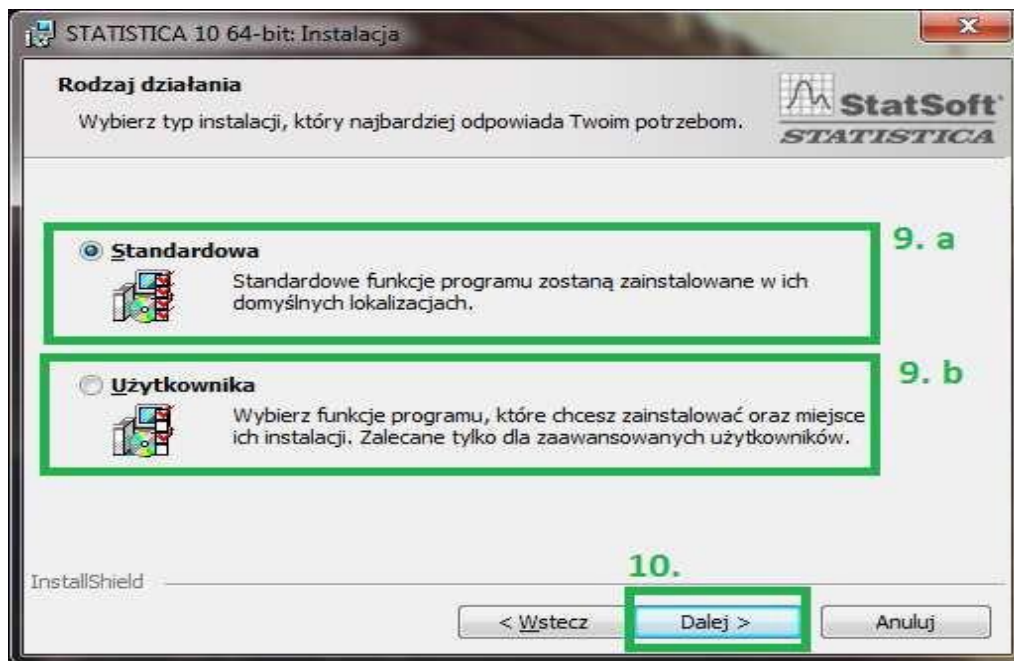 STATISTICA 10 64-bit: Instalacja
Rodzaj działania
Wybierz typ instalacji, który najbardziej odpowiada Twoim potrzebom.
StatSoft
STATISTICA
9. a
Standardowa
Standardowe funkcje programu zostaną zainstalowane w ich
domyślnych lokalizacjach.
9. b
Użytkownika
Wybierz funkcje programu, które chcesz zainstalować oraz miejsce
ich instalacji. Zalecane tylko dla zaawansowanych użytkowników.
10.
InstallShield
< Wstecz
Dalej >
Anuluj